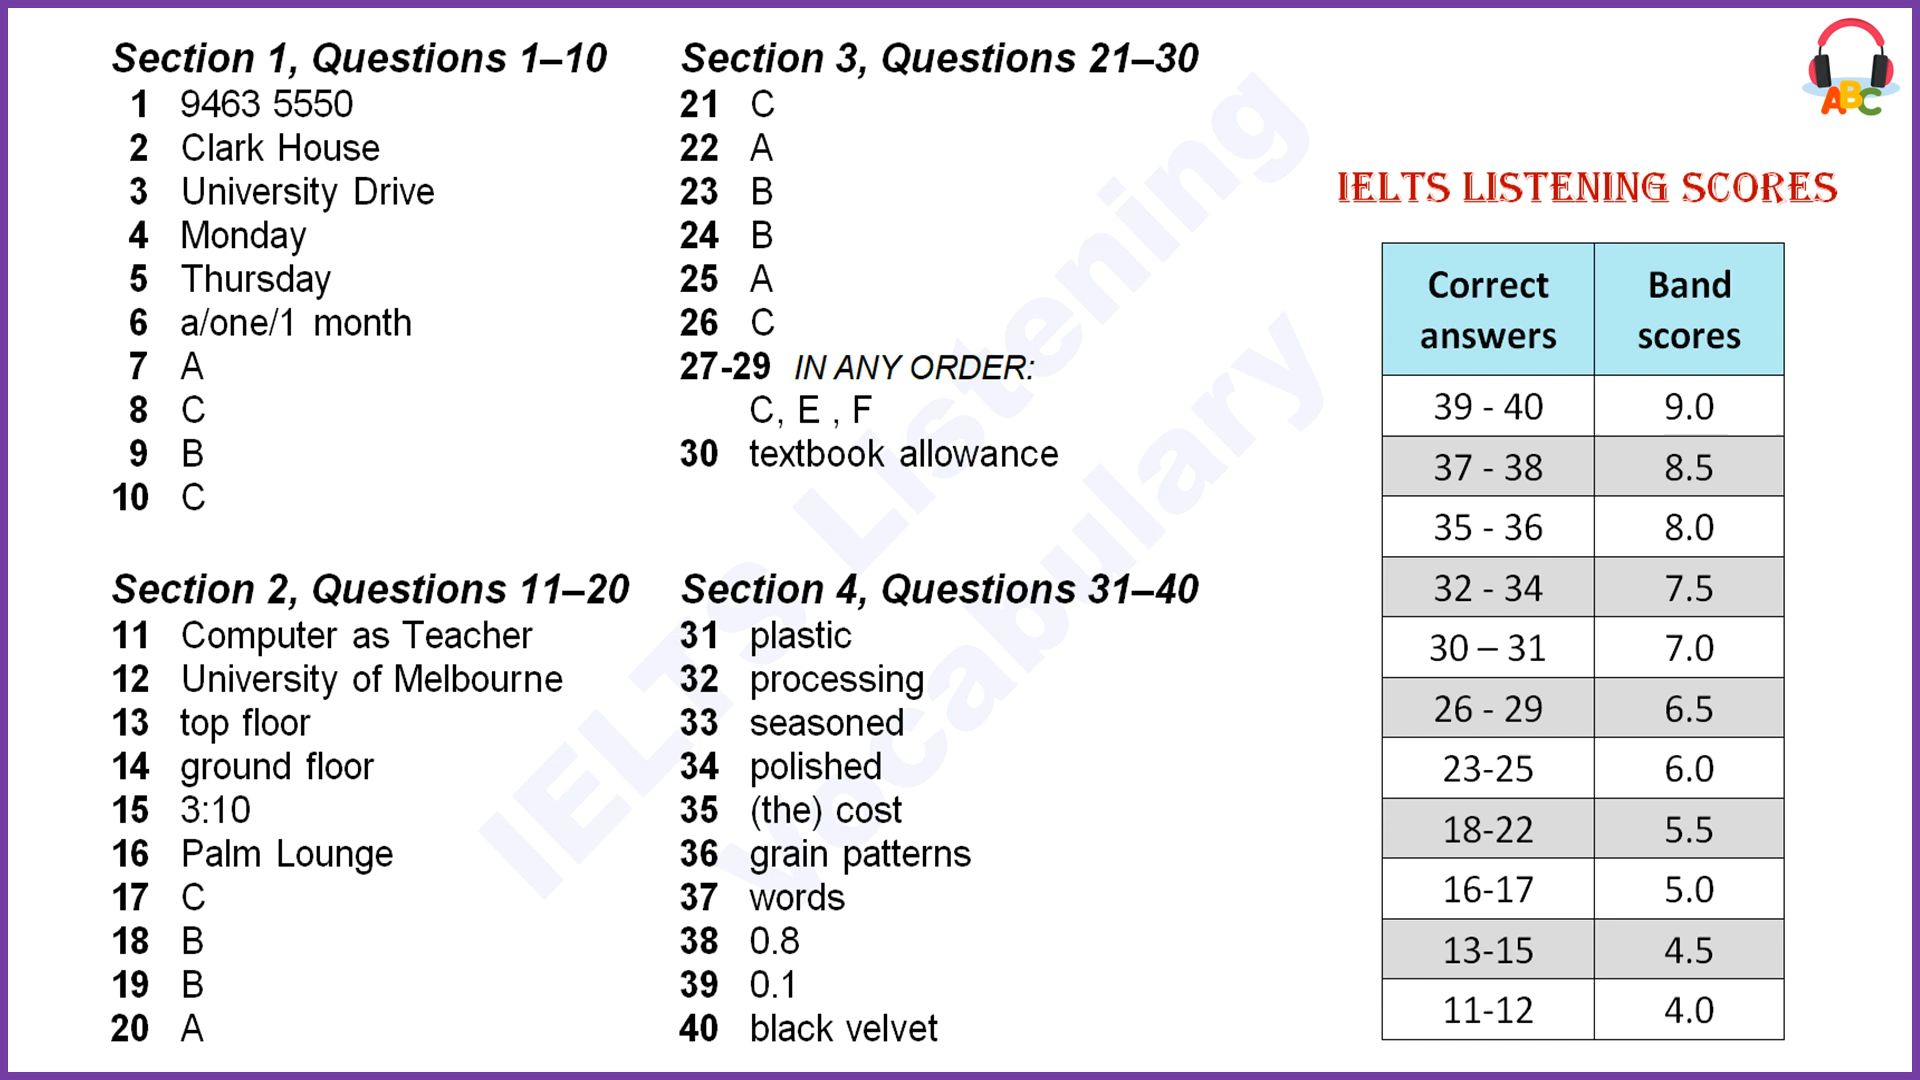 Section 1, Questions 1–10
1 9463 5550
2 Clark House
3 University Drive
4 Monday
5 Thursday
6 a/one/1 month
7 A
8 C
9 B
10 C
Section 2, Questions 11–20
11 Computer as Teacher
12 University of Melbourne
13 top floor
14 ground floor
15 3:10
16 Palm Lounge
17 C
18 B
19 B
20 A
Section 3, Questions 21–30
21 C
22 A
23 B
24 B
25 A
26 C
27-29 IN ANY ORDER:
C, E , F
30 textbook allowance
Section 4, Questions 31–40
31 plastic
32 processing
33 seasoned
34 polished
35 (the) cost
36 grain patterns
37 words
38 0.8
39 0.1
40 black velvet
IELTS Listening
Vocabulary
ABC
IELTS LISTENING SCORES
Correct answers Band scores
39 - 40 9.0
37 - 38 8.5
35 - 36 8.0
32 - 34 7.5
30 – 31 7.0
26 - 29 6.5
23-25 6.0
18-22 5.5
16-17 5.0
13-15 4.5
11-12 4.0